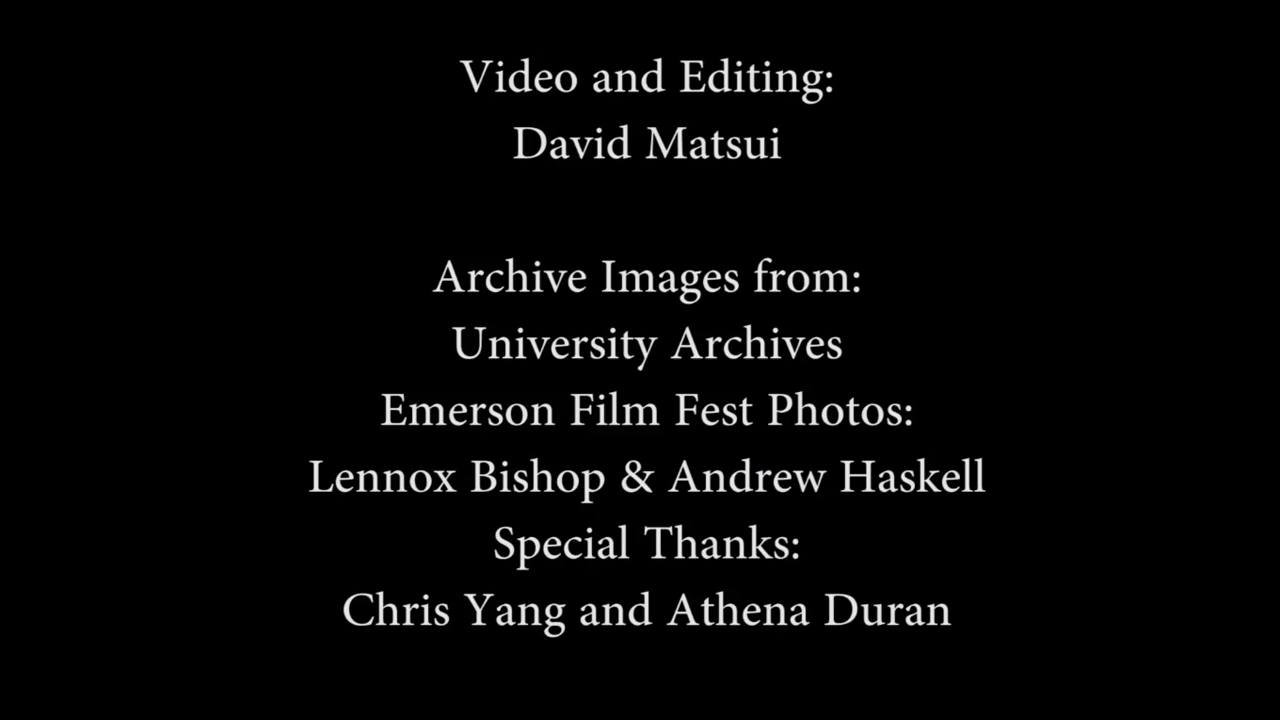 Video and Editing:
David Matsui
Archive Images from:
University Archives
Emerson Film Fest Photos:
Lennox Bishop & Andrew Haskell
Special Thanks:
Chris Yang and Athena Duran